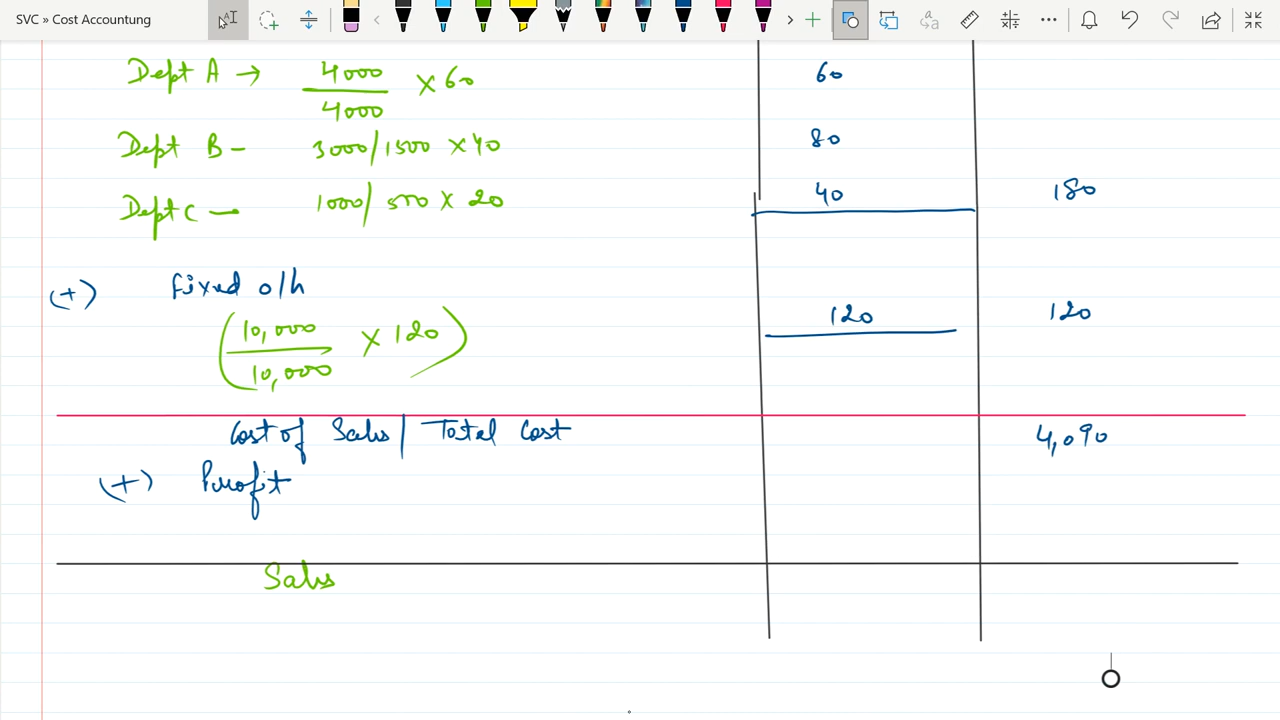 SVC » Cost Accountung
Dept A → 4000/4000 × 60 60
Dept B - 3000/1500 × 40 80
Dept C - 1000/500 × 20 40 180
(+) Fixed o/h 120 120
(10,000/10,000 × 120)
Cost of Sales | Total Cost 4,090
(+) Profit
Sales